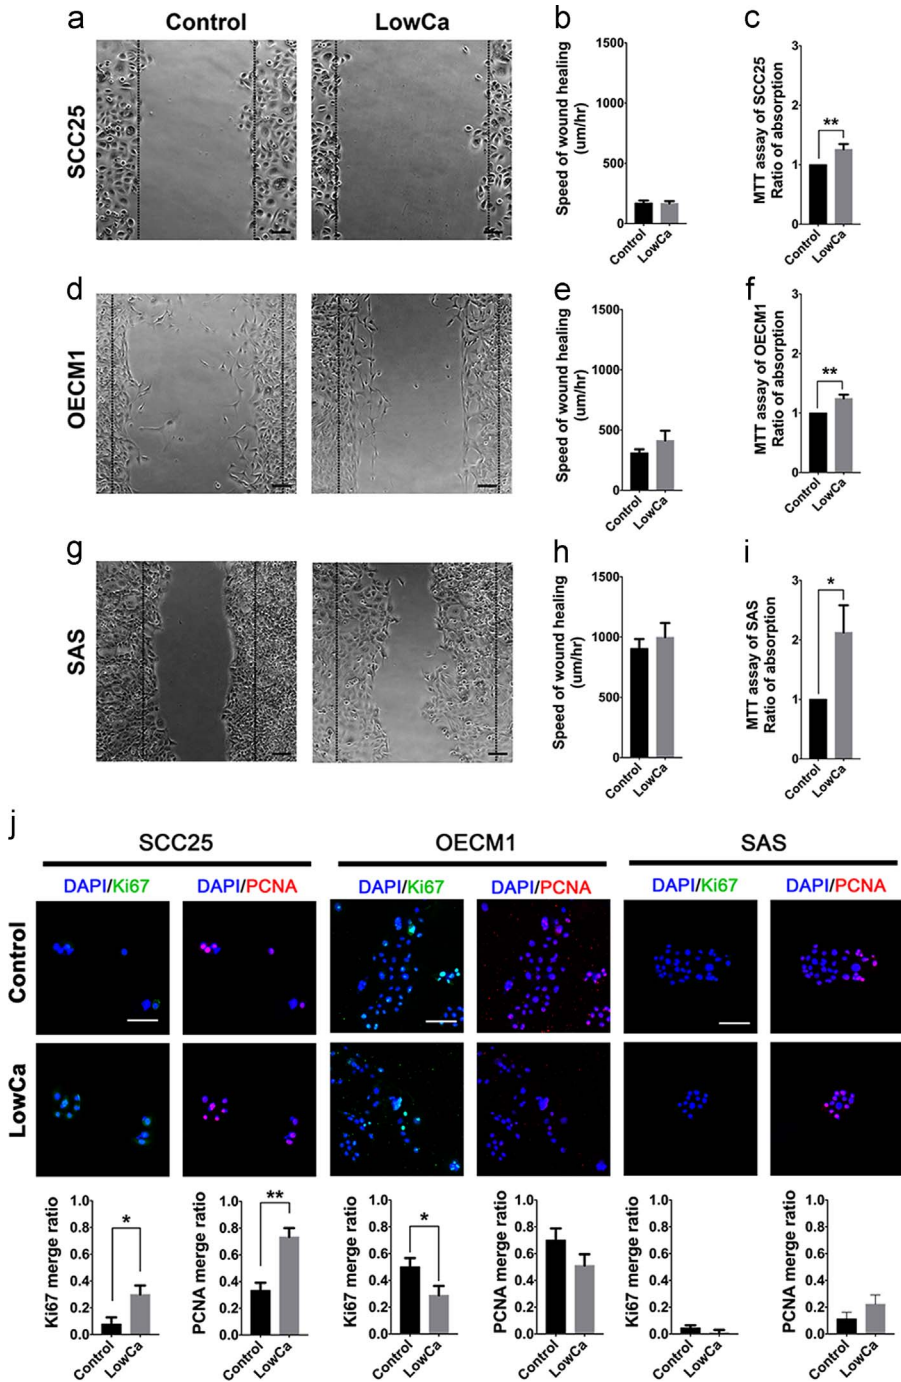 a
Control
LowCa
b
c
SCC25
1500
1000
500
0
Speed of wound healing
(um/hr)
Control
LowCa
3
2
1
0
MTT assay of SCC25
Ratio of absorption
**
Control
LowCa
d
e
f
OECM1
1500
1000
500
0
Speed of wound healing
(um/hr)
Control
LowCa
3
2
1
0
MTT assay of OECM1
Ratio of absorption
**
Control
LowCa
g
h
i
SAS
1500
1000
500
0
Speed of wound healing
(um/hr)
Control
LowCa
3
2
1
0
MTT assay of SAS
Ratio of absorption
*
Control
LowCa
j
SCC25
OECM1
SAS
DAPI/Ki67
DAPI/PCNA
DAPI/Ki67
DAPI/PCNA
DAPI/Ki67
DAPI/PCNA
Control
LowCa
Ki67 merge ratio
1.0
0.8
0.6
0.4
0.2
0.0
*
Control
LowCa
PCNA merge ratio
1.0
0.8
0.6
0.4
0.2
0.0
**
Control
LowCa
Ki67 merge ratio
1.0
0.8
0.6
0.4
0.2
0.0
*
Control
LowCa
PCNA merge ratio
1.0
0.8
0.6
0.4
0.2
0.0
Control
LowCa
Ki67 merge ratio
1.0
0.8
0.6
0.4
0.2
0.0
Control
LowCa
PCNA merge ratio
1.0
0.8
0.6
0.4
0.2
0.0
Control
LowCa